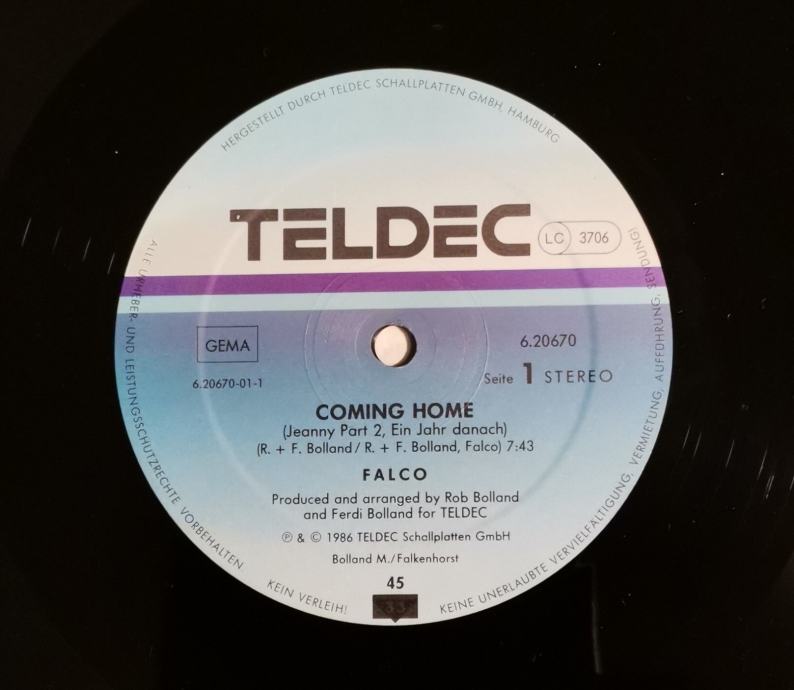 HERGESTELLT DURCH TELDEC SCHALLPLATTEN GMBH, HAMBURG
TELDEC
LC 3706
GEMA
6.20670
6.20670-01-1
Seite 1 STEREO
COMING HOME
(Jeanny Part 2, Ein Jahr danach)
(R. + F. Bolland / R. + F. Bolland, Falco) 7:43
FALCO
Produced and arranged by Rob Bolland
and Ferdi Bolland for TELDEC
℗ & © 1986 TELDEC Schallplatten GmbH
Bolland M./Falkenhorst
45
33
ALLE URHEBER- UND LEISTUNGSSCHUTZRECHTE VORBEHALTEN
KEIN VERLEIH!
KEINE UNERLAUBTE VERVIELFÄLTIGUNG, VERMIETUNG, AUFFÜHRUNG, SENDUNG!